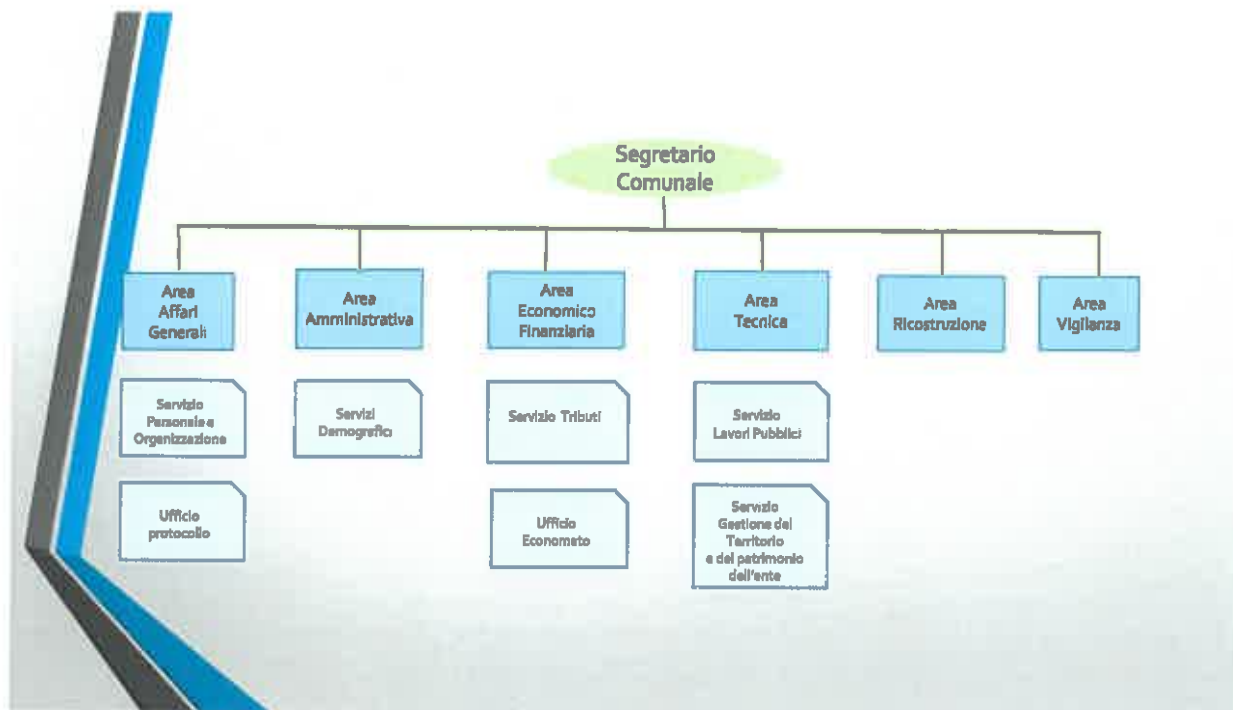 Segretario
Comunale
Area
Affari
Generali
Area
Amministrativa
Area
Economico
Finanziaria
Area
Tecnica
Area
Ricostruzione
Area
Vigilanza
Servizio
Personale e
Organizzazione
Servizi
Demografici
Servizio Tributi
Servizio
Lavori Pubblici
Ufficio
protocollo
Ufficio
Economato
Servizio
Gestione del
Territorio
e del patrimonio
dell'ente